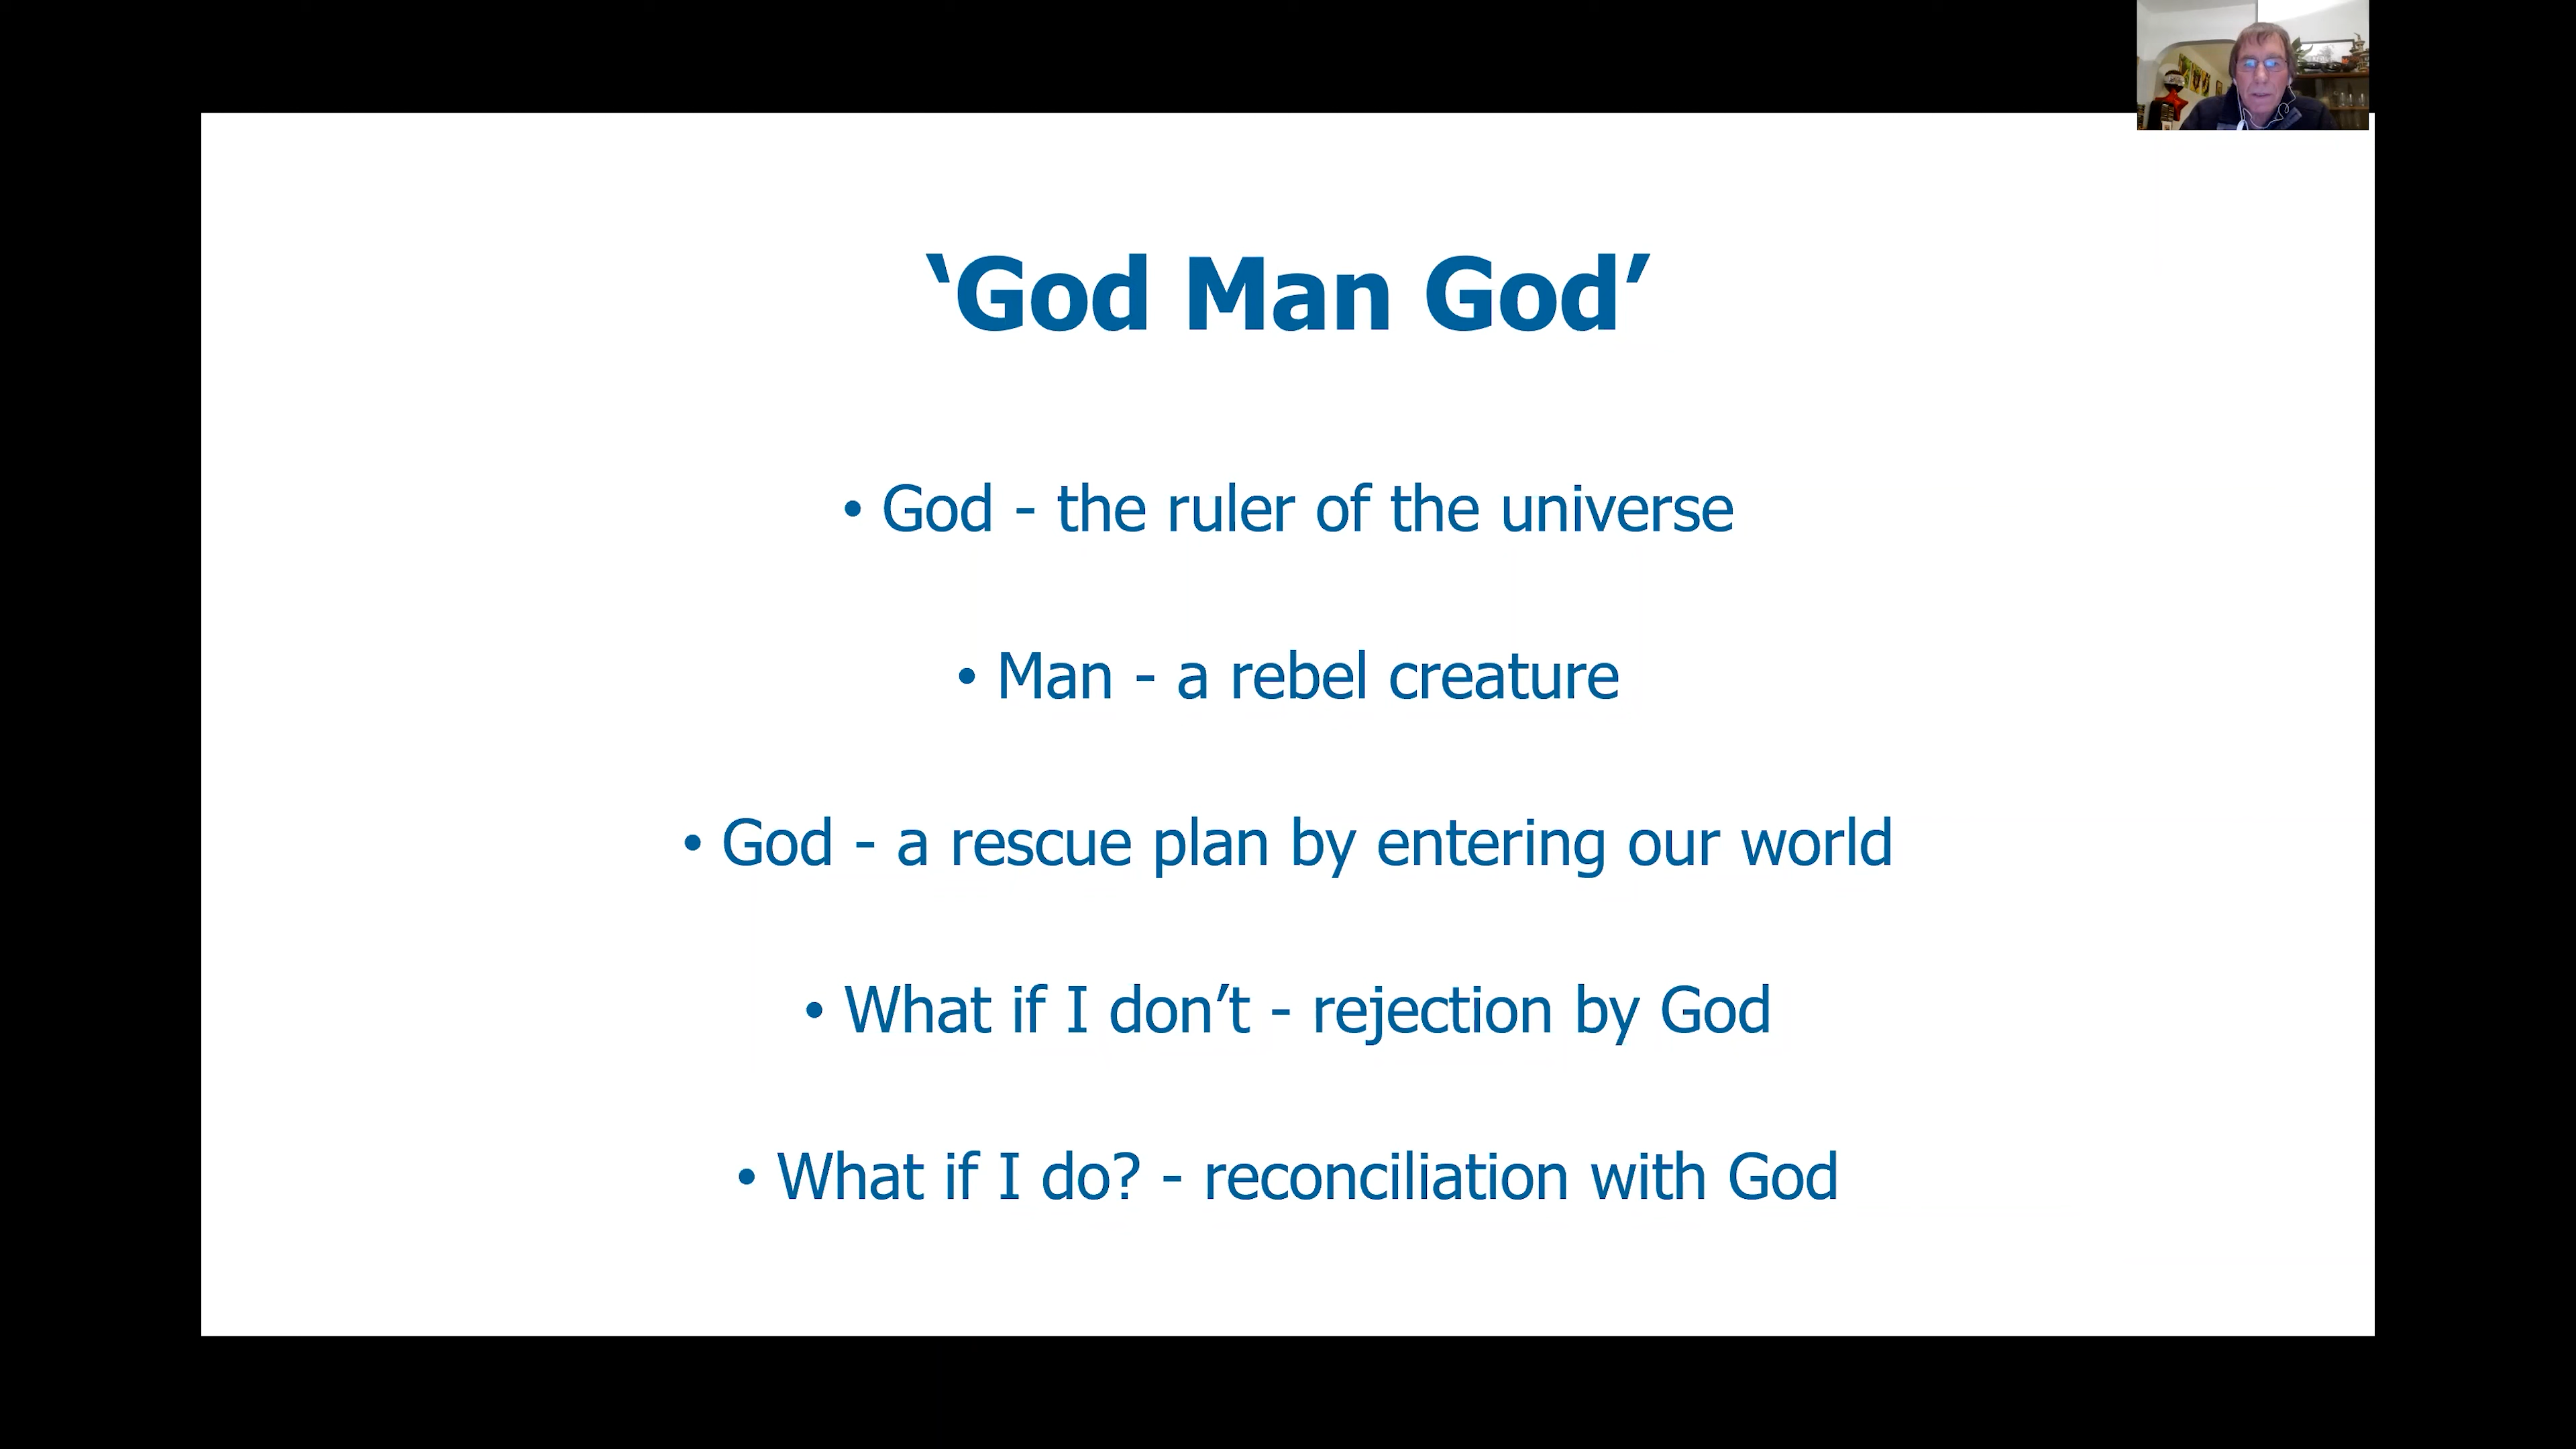 ‘God Man God’
• God - the ruler of the universe
• Man - a rebel creature
• God - a rescue plan by entering our world
• What if I don’t - rejection by God
• What if I do? - reconciliation with God